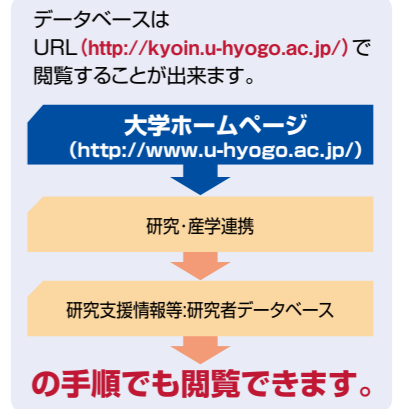 データベースは
URL(http://kyoin.u-hyogo.ac.jp/)で
閲覧することが出来ます。
大学ホームページ
(http://www.u-hyogo.ac.jp/)
研究・産学連携
研究支援情報等:研究者データベース
の手順でも閲覧できます。